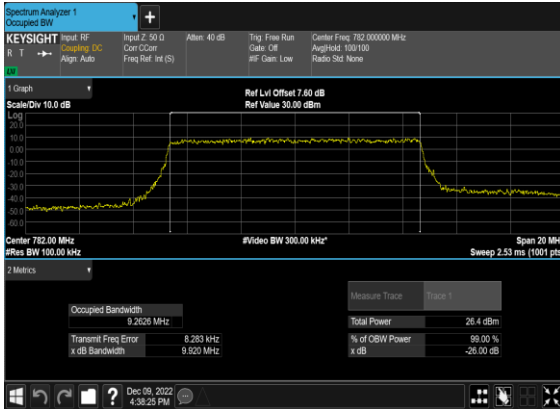 Spectrum Analyzer 1
Occupied BW
+
KEYSIGHT Input: RF Input Z: 50 Ω Atten: 40 dB Trig: Free Run Center Freq: 782.000000 MHz
R T Coupling: DC Corr CCorr Gate: Off Avg|Hold: 100/100
Align: Auto Freq Ref: Int (S) #IF Gain: Low Radio Std: None
1 Graph
Ref Lvl Offset 7.60 dB
Scale/Div 10.0 dB Ref Value 30.00 dBm
Log
20.0
10.0
0.00
-10.0
-20.0
-30.0
-40.0
-50.0
-60.0
Center 782.00 MHz #Video BW 300.00 kHz* Span 20 MH
#Res BW 100.00 kHz Sweep 2.53 ms (1001 pts
2 Metrics
Measure Trace Trace 1
Occupied Bandwidth
9.2626 MHz Total Power 26.4 dBm
Transmit Freq Error 8.283 kHz % of OBW Power 99.00 %
x dB Bandwidth 9.920 MHz x dB -26.00 dB
? Dec 09, 2022
4:38:25 PM